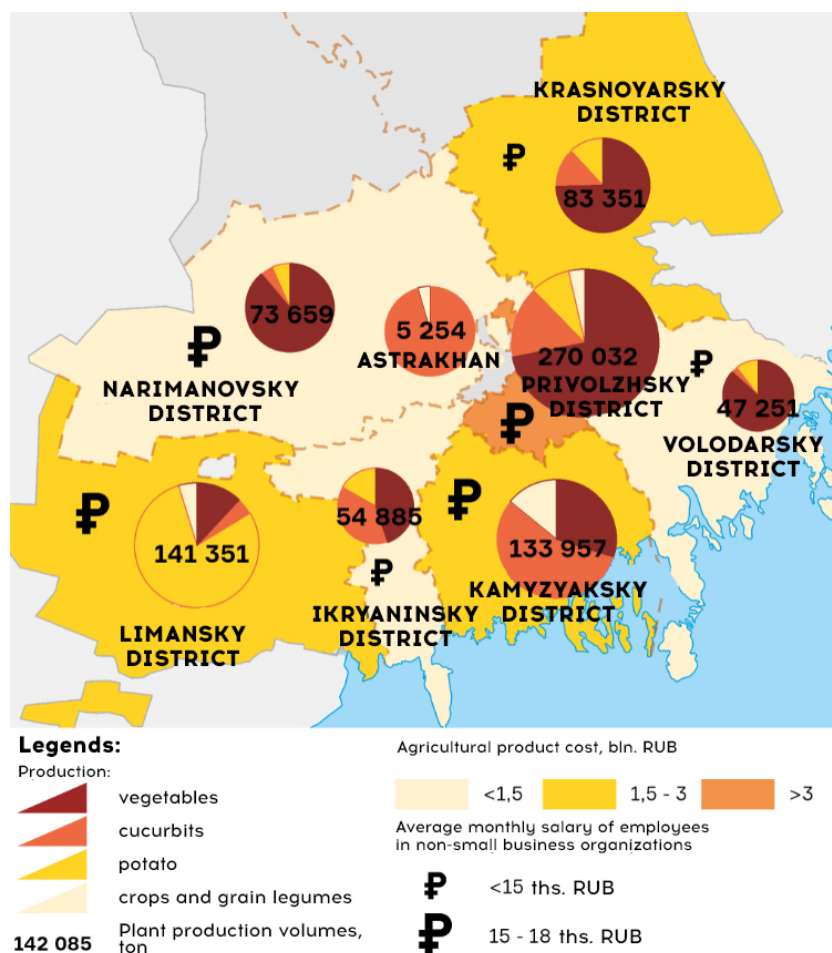 KRASNOYARSKY
DISTRICT
₽
83 351
73 659
5 254
ASTRAKHAN
270 032
PRIVOLZHSKY
DISTRICT
₽
NARIMANOVSKY
DISTRICT
₽
47 251
VOLODARSKY
DISTRICT
₽
₽
141 351
LIMANSKY
DISTRICT
54 885
₽
IKRYANINSKY
DISTRICT
₽
133 957
KAMYZYAKSKY
DISTRICT
Legends:
Production:
vegetables
cucurbits
potato
crops and grain legumes
142 085
Plant production volumes,
ton
Agricultural product cost, bln. RUB
<1,5
1,5 - 3
>3
Average monthly salary of employees
in non-small business organizations
₽
<15 ths. RUB
₽
15 - 18 ths. RUB